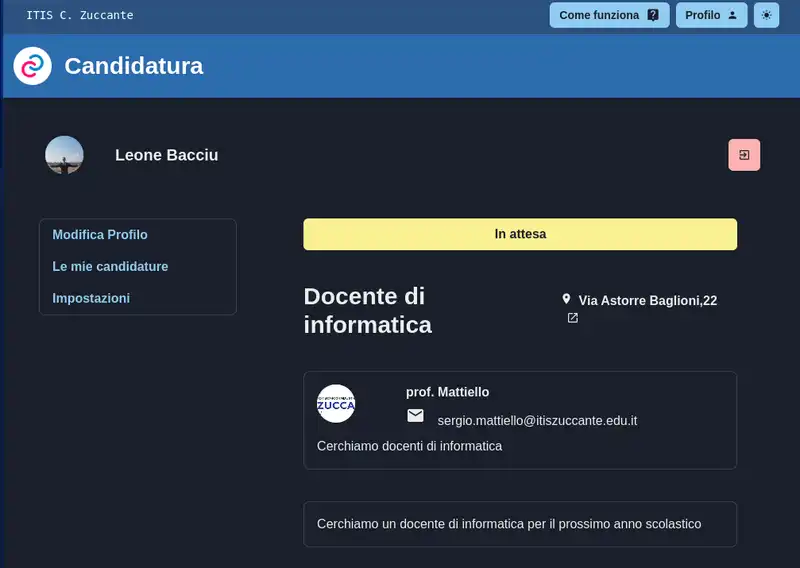 ITIS C. Zuccante
Come funziona
Profilo
Candidatura
Leone Bacciu
Modifica Profilo
Le mie candidature
Impostazioni
In attesa
Docente di
informatica
Via Astorre Baglioni,22
prof. Mattiello
ZUCCA
sergio.mattiello@itiszuccante.edu.it
Cerchiamo docenti di informatica
Cerchiamo un docente di informatica per il prossimo anno scolastico